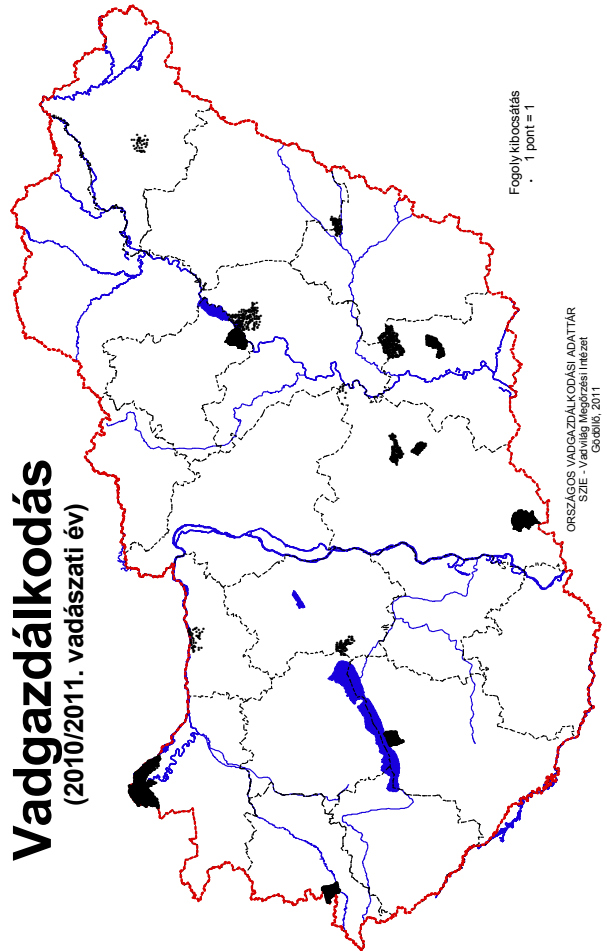 Vadgazdálkodás
(2010/2011. vadászati év)
Fogoly kibocsátás
1 pont = 1
ORSZÁGOS VADGAZDÁLKODÁSI ADATTÁR
SZIE - Vadvilág Megőrzési Intézet
Gödöllő, 2011